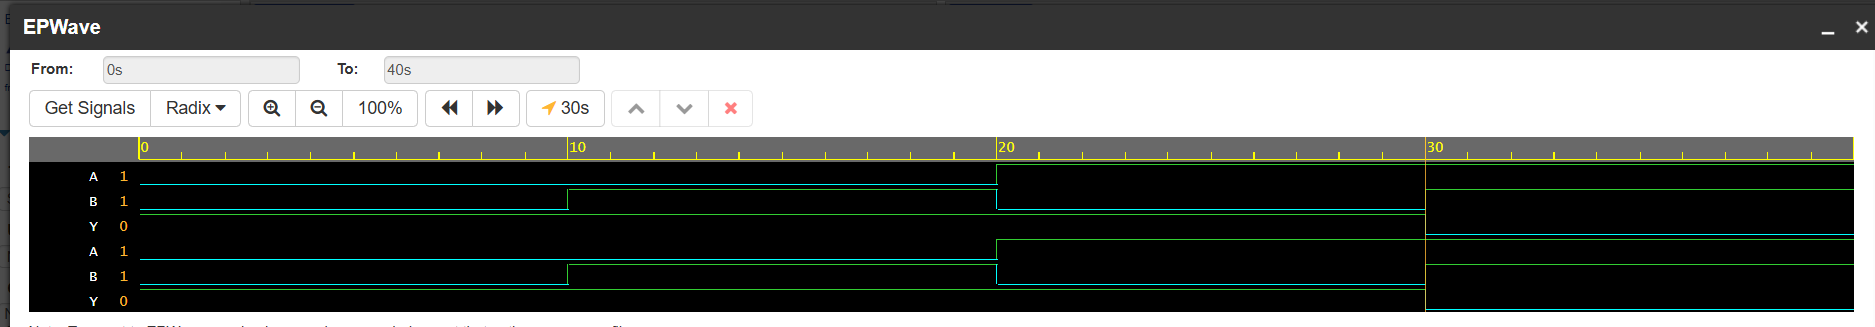 EPWave
From: 0s To: 40s
Get Signals Radix 100% 30s
0 10 20 30
A 1
B 1
Y 0
A 1
B 1
Y 0